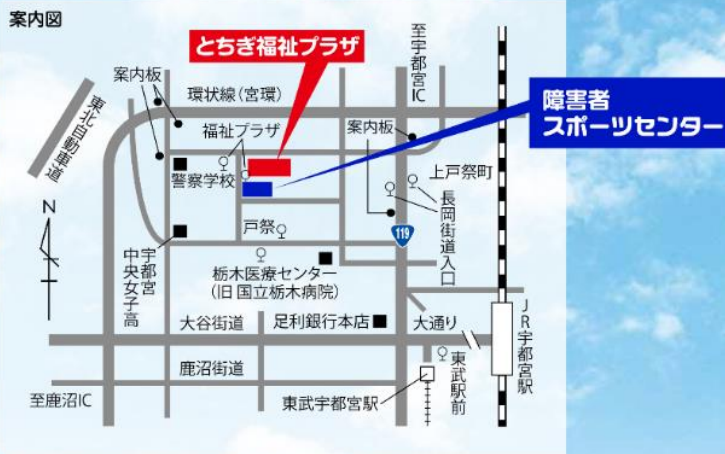 案内図
とちぎ福祉プラザ
至宇都宮IC
案内板
環状線(宮環)
障害者
スポーツセンター
東北自動車道
福祉プラザ
案内板
警察学校
上戸祭町
長岡街道入口
N
119
戸祭
宇都宮
中央女子高
栃木医療センター
(旧 国立栃木病院)
大谷街道
足利銀行本店
大通り
JR宇都宮駅
鹿沼街道
東武駅前
至鹿沼IC
東武宇都宮駅